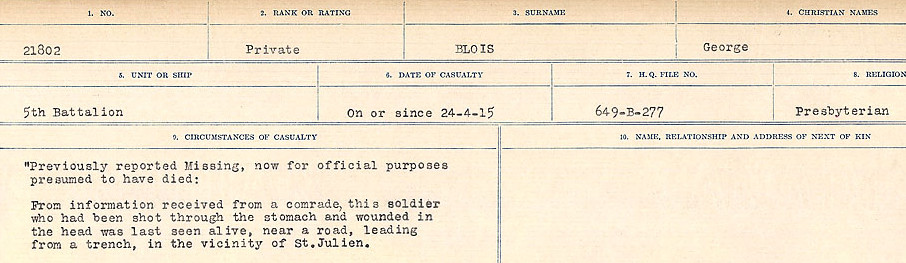 1. NO. 2. RANK OR RATING 3. SURNAME 4. CHRISTIAN NAMES
21802 Private BLOIS George
5. UNIT OR SHIP 6. DATE OF CASUALTY 7. H.Q. FILE NO. 8. RELIGION
5th Battalion On or since 24-4-15 649-B-277 Presbyterian
9. CIRCUMSTANCES OF CASUALTY 10. NAME, RELATIONSHIP AND ADDRESS OF NEXT OF KIN
"Previously reported Missing, now for official purposes
presumed to have died:
From information received from a comrade, this soldier
who had been shot through the stomach and wounded in
the head was last seen alive, near a road, leading
from a trench, in the vicinity of St.Julien.